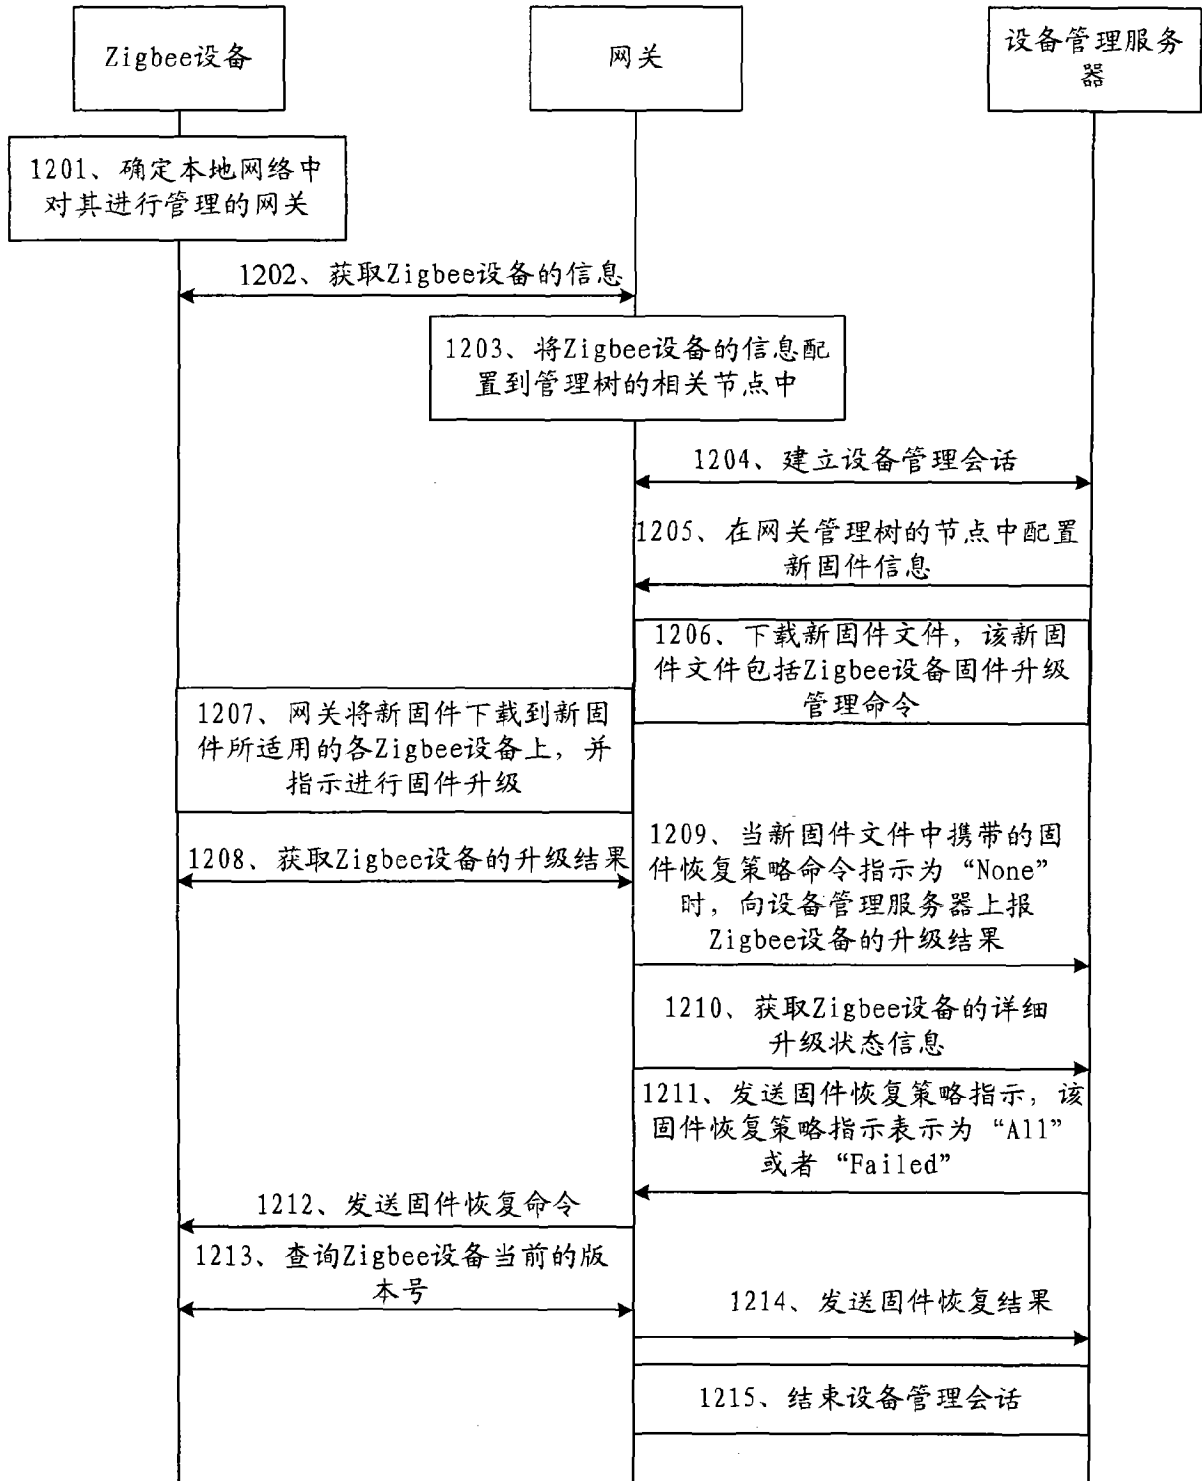 Zigbee设备
网关
设备管理服务
器
1201、确定本地网络中
对其进行管理的网关
1202、获取Zigbee设备的信息
1203、将Zigbee设备的信息配
置到管理树的相关节点中
1204、建立设备管理会话
1205、在网关管理树的节点中配置
新固件信息
1206、下载新固件文件，该新固
件文件包括Zigbee设备固件升级
管理命令
1207、网关将新固件下载到新固
件所适用的各Zigbee设备上，并
指示进行固件升级
1208、获取Zigbee设备的升级结果
1209、当新固件文件中携带的固
件恢复策略命令指示为“None”
时，向设备管理服务器上报
Zigbee设备的升级结果
1210、获取Zigbee设备的详细
升级状态信息
1211、发送固件恢复策略指示，该
固件恢复策略指示表示为“All”
或者“Failed”
1212、发送固件恢复命令
1213、查询Zigbee设备当前的版
本号
1214、发送固件恢复结果
1215、结束设备管理会话